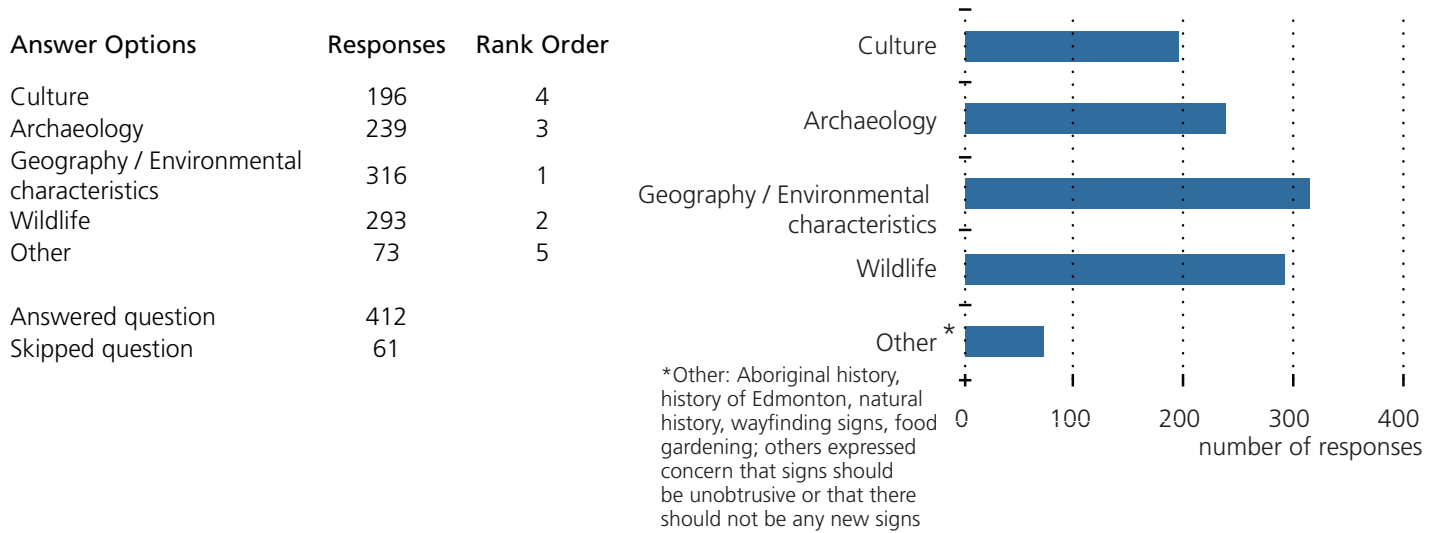 Answer Options Responses Rank Order
Culture 196 4
Archaeology 239 3
Geography / Environmental
characteristics 316 1
Wildlife 293 2
Other 73 5
Answered question 412
Skipped question 61
Culture
Archaeology
Geography / Environmental
characteristics
Wildlife
Other *
*Other: Aboriginal history,
history of Edmonton, natural
history, wayfinding signs, food
gardening; others expressed
concern that signs should
be unobtrusive or that there
should not be any new signs
0 100 200 300 400
number of responses